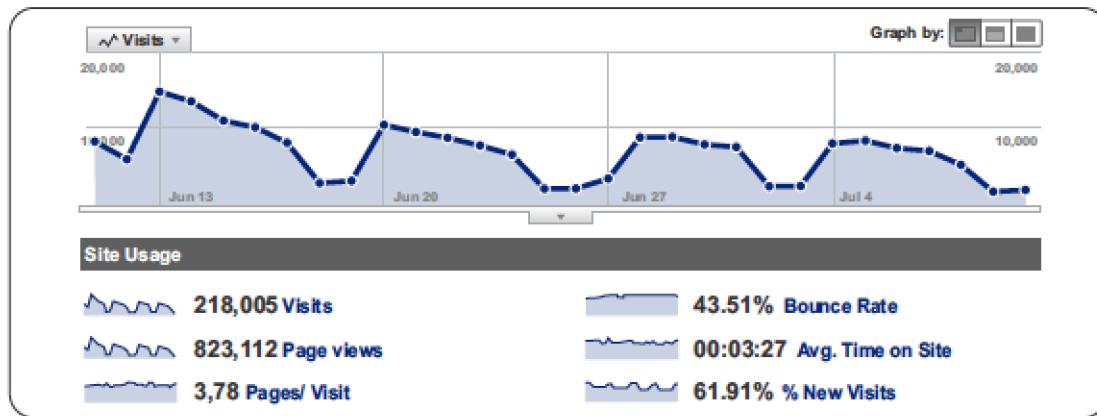 Visits
Graph by:
20,000 20,000
10,000 10,000
Jun 13 Jun 20 Jun 27 Jul 4
Site Usage
218,005 Visits 43.51% Bounce Rate
823,112 Page views 00:03:27 Avg. Time on Site
3,78 Pages/ Visit 61.91% % New Visits